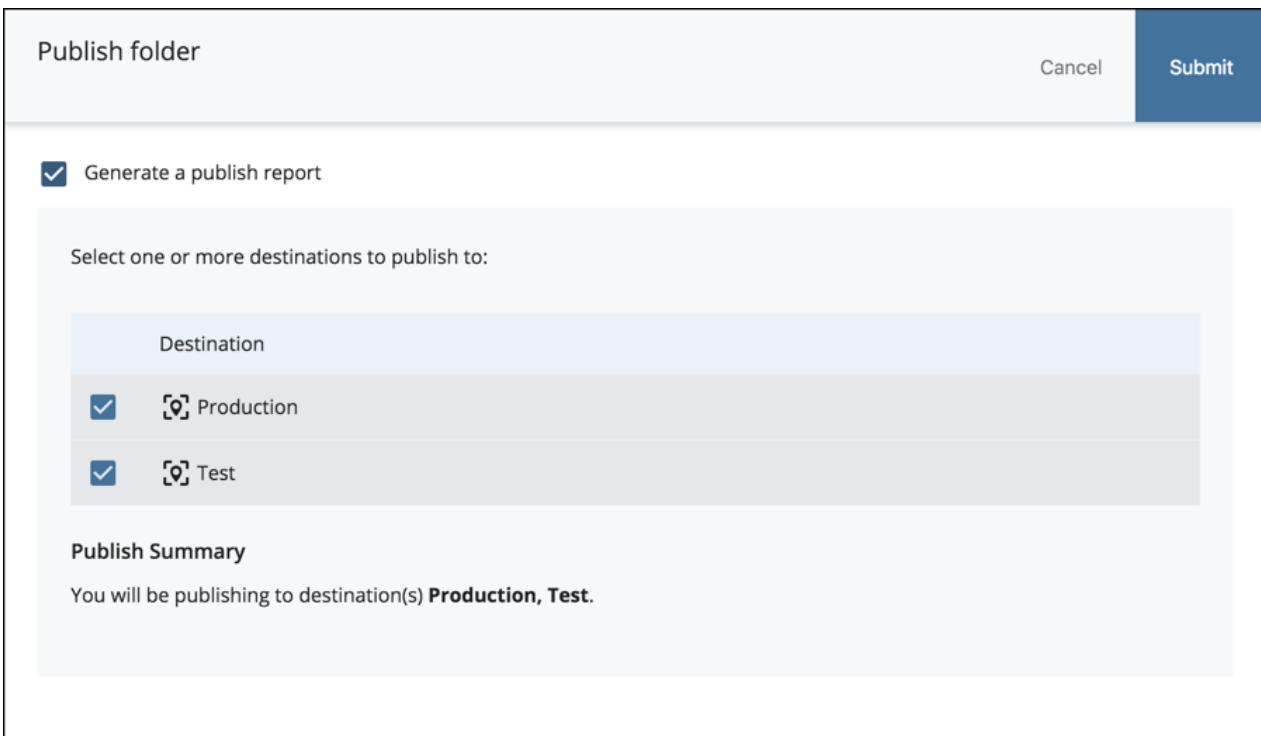 Publish folder
Cancel
Submit
Generate a publish report
Select one or more destinations to publish to:
Destination
Production
Test
Publish Summary
You will be publishing to destination(s) Production, Test.